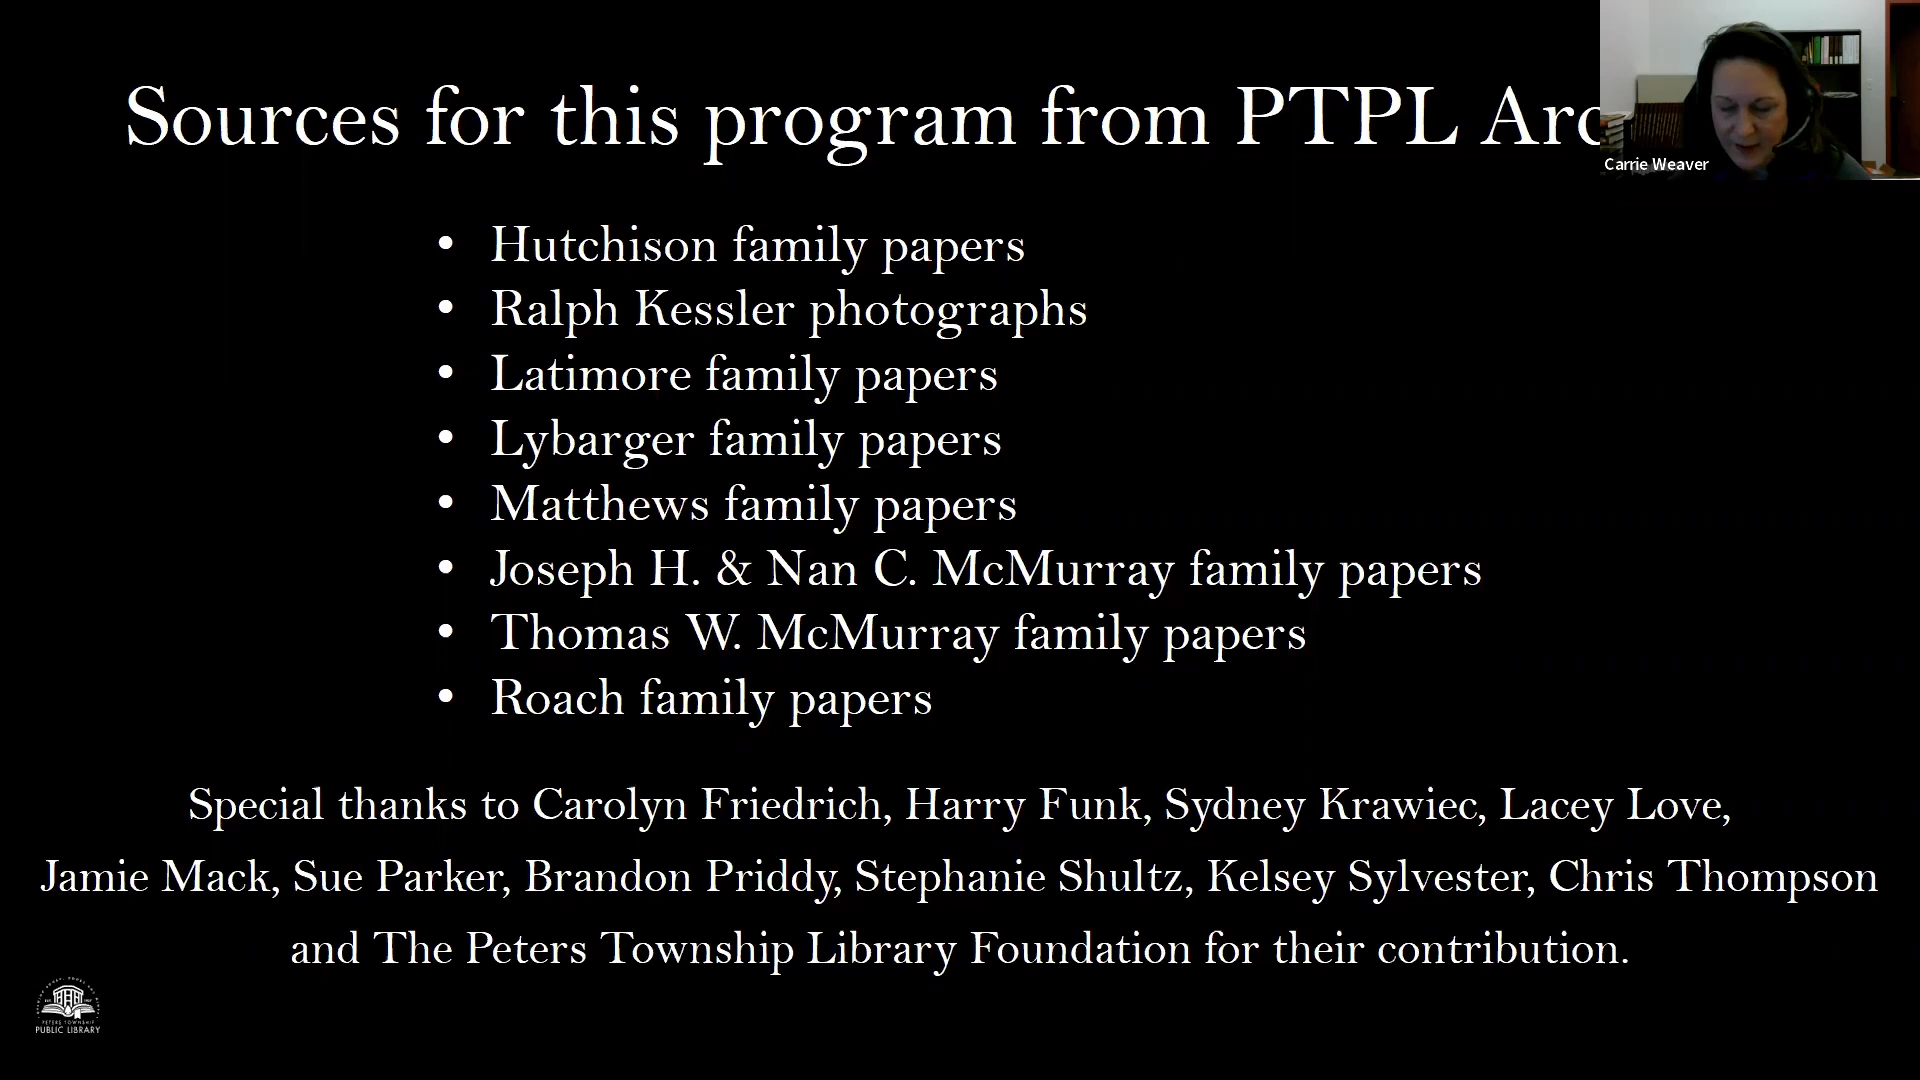 Sources for this program from PTPL
Carrie Weaver
• Hutchison family papers
• Ralph Kessler photographs
• Latimore family papers
• Lybarger family papers
• Matthews family papers
• Joseph H. & Nan C. McMurray family papers
• Thomas W. McMurray family papers
• Roach family papers
Special thanks to Carolyn Friedrich, Harry Funk, Sydney Krawiec, Lacey Love,
Jamie Mack, Sue Parker, Brandon Priddy, Stephanie Shultz, Kelsey Sylvester, Chris Thompson
and The Peters Township Library Foundation for their contribution.
PETERS TOWNSHIP
PUBLIC LIBRARY